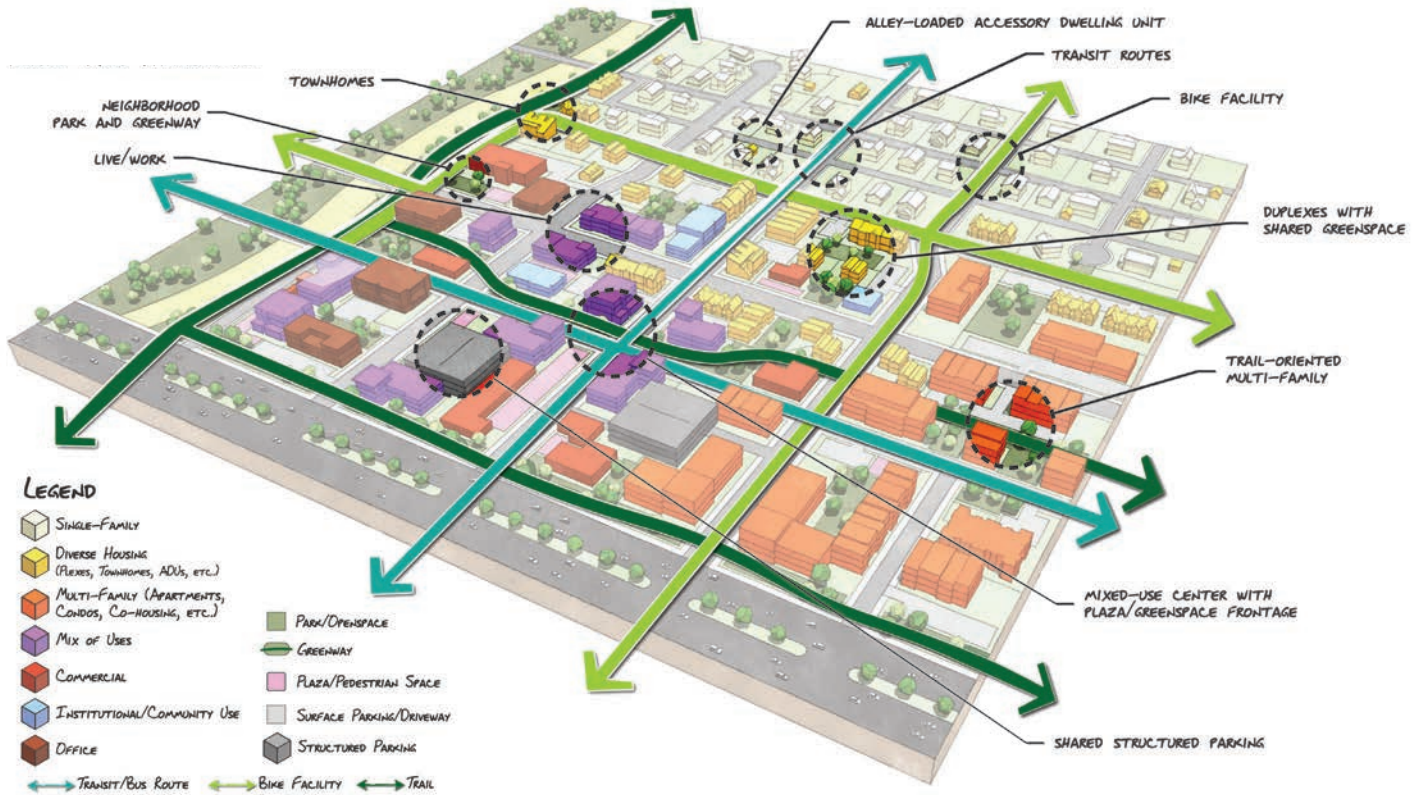 ALLEY-LOADED ACCESSORY DWELLING UNIT
TRANSIT ROUTES
TOWNHOMES
BIKE FACILITY
NEIGHBORHOOD
PARK AND GREENWAY
LIVE/WORK
DUPLEXES WITH
SHARED GREENSPACE
TRAIL-ORIENTED
MULTI-FAMILY
MIXED-USE CENTER WITH
PLAZA/GREENSPACE FRONTAGE
SHARED STRUCTURED PARKING
LEGEND
SINGLE-FAMILY
DIVERSE HOUSING
(PLEXES, TOWNHOMES, ADUS, ETC.)
MULTI-FAMILY (APARTMENTS,
CONDOS, CO-HOUSING, ETC.)
MIX OF USES
COMMERCIAL
INSTITUTIONAL/COMMUNITY USE
OFFICE
PARK/OPENSPACE
GREENWAY
PLAZA/PEDESTRIAN SPACE
SURFACE PARKING/DRIVEWAY
STRUCTURED PARKING
TRANSIT/BUS ROUTE
BIKE FACILITY
TRAIL